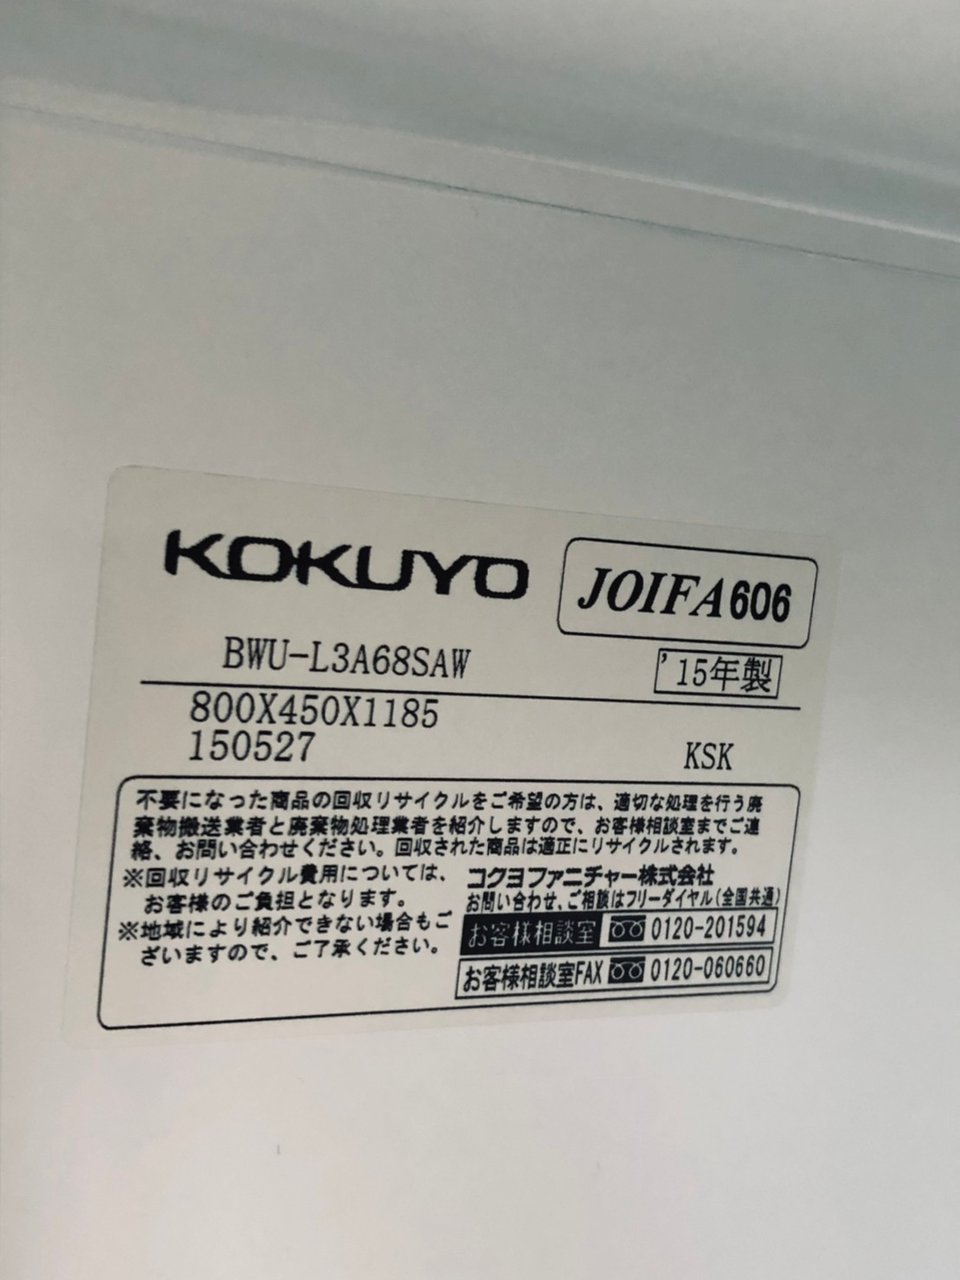 KOKUYO
JOIFA606
BWU-L3A68SAW
'15年製
800X450X1185
150527
KSK
不要になった商品の回収リサイクルをご希望の方は、適切な処理を行う廃
棄物搬送業者と廃棄物処理業者を紹介しますので、お客様相談室までご連
絡、お問い合わせください。回収された商品は適正にリサイクルされます。
※回収リサイクル費用については、
お客様のご負担となります。
※地域により紹介できない場合もご
ざいますので、ご了承ください。
コクヨファニチャー株式会社
お問い合わせ、ご相談はフリーダイヤル(全国共通)
お客様相談室 0120-201594
お客様相談室FAX 0120-060660